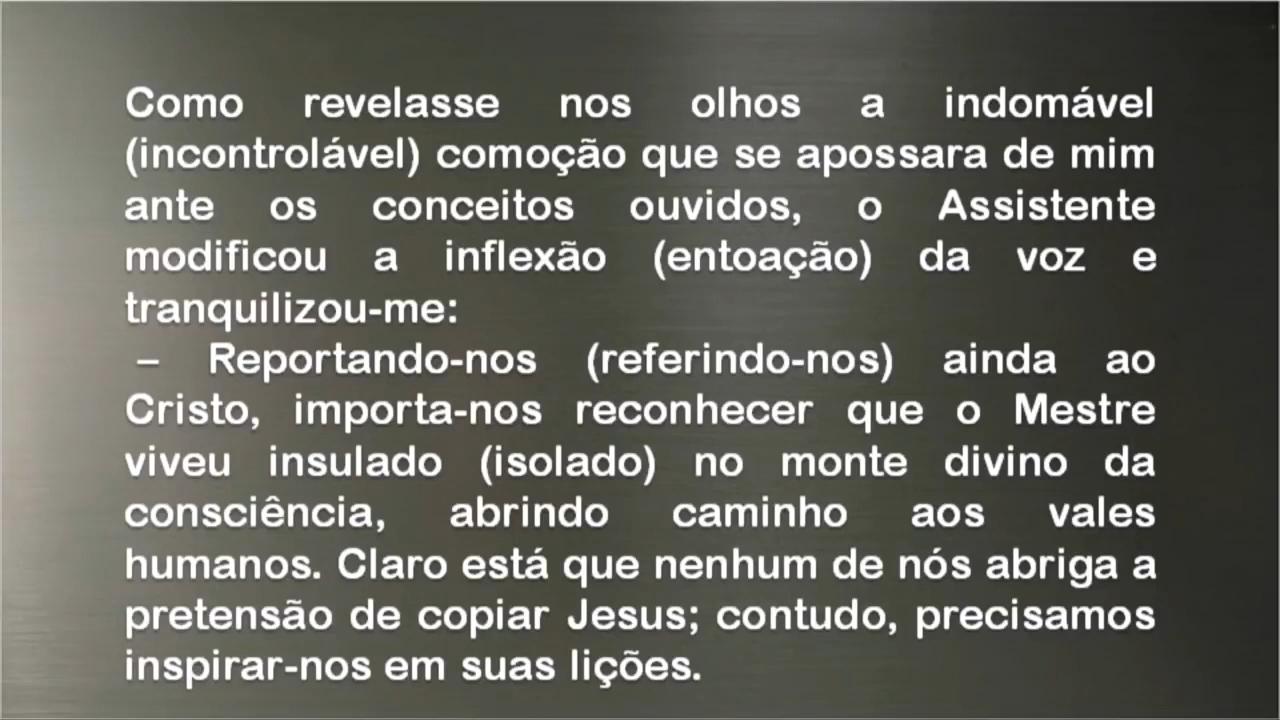 Como revelasse nos olhos a indomável
(incontrolável) comoção que se apossara de mim
ante os conceitos ouvidos, o Assistente
modificou a inflexão (entoação) da voz e
tranquilizou-me:
– Reportando-nos (referindo-nos) ainda ao
Cristo, importa-nos reconhecer que o Mestre
viveu insulado (isolado) no monte divino da
consciência, abrindo caminho aos vales
humanos. Claro está que nenhum de nós abriga a
pretensão de copiar Jesus; contudo, precisamos
inspirar-nos em suas lições.